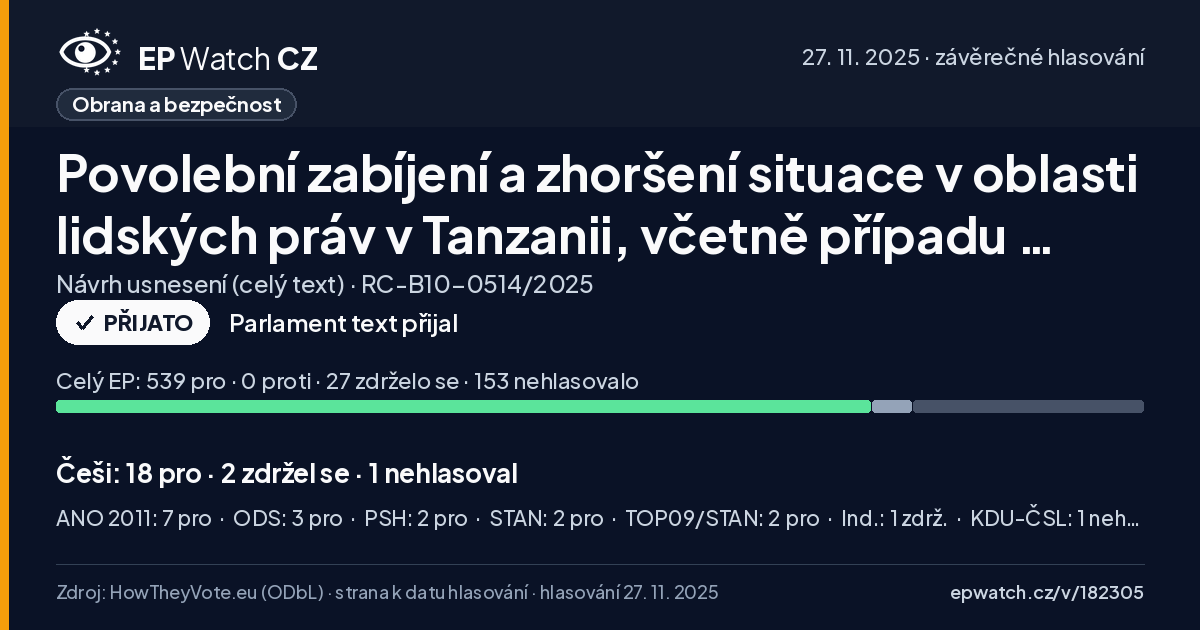 EP Watch CZ
27. 11. 2025 · závěrečné hlasování
Obrana a bezpečnost
Povolební zabíjení a zhoršení situace v oblasti
lidských práv v Tanzanii, včetně případu …
Návrh usnesení (celý text) · RC-B10-0514/2025
✓ PŘIJATO Parlament text přijal
Celý EP: 539 pro · 0 proti · 27 zdrželo se · 153 nehlasovalo
Češi: 18 pro · 2 zdržel se · 1 nehlasoval
ANO 2011: 7 pro · ODS: 3 pro · PSH: 2 pro · STAN: 2 pro · TOP09/STAN: 2 pro · Ind.: 1 zdrž. · KDU-ČSL: 1 neh…
Zdroj: HowTheyVote.eu (ODbL) · strana k datu hlasování · hlasování 27. 11. 2025
epwatch.cz/v/182305